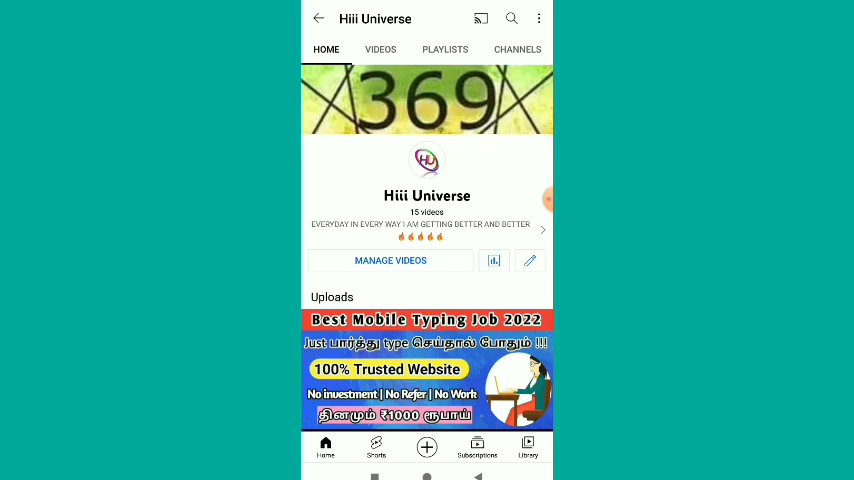 Hiii Universe
HOME VIDEOS PLAYLISTS CHANNELS
369
HU
Hiii Universe
15 videos
EVERYDAY IN EVERY WAY I AM GETTING BETTER AND BETTER
🔥🔥🔥🔥🔥
MANAGE VIDEOS
Uploads
Best Mobile Typing Job 2022
Just பார்த்து type செய்தால் போதும் !!!
100% Trusted Website
No investment | No Refer | No Work
தினமும் ₹1000 ரூபாய்
Home Shorts Subscriptions Library